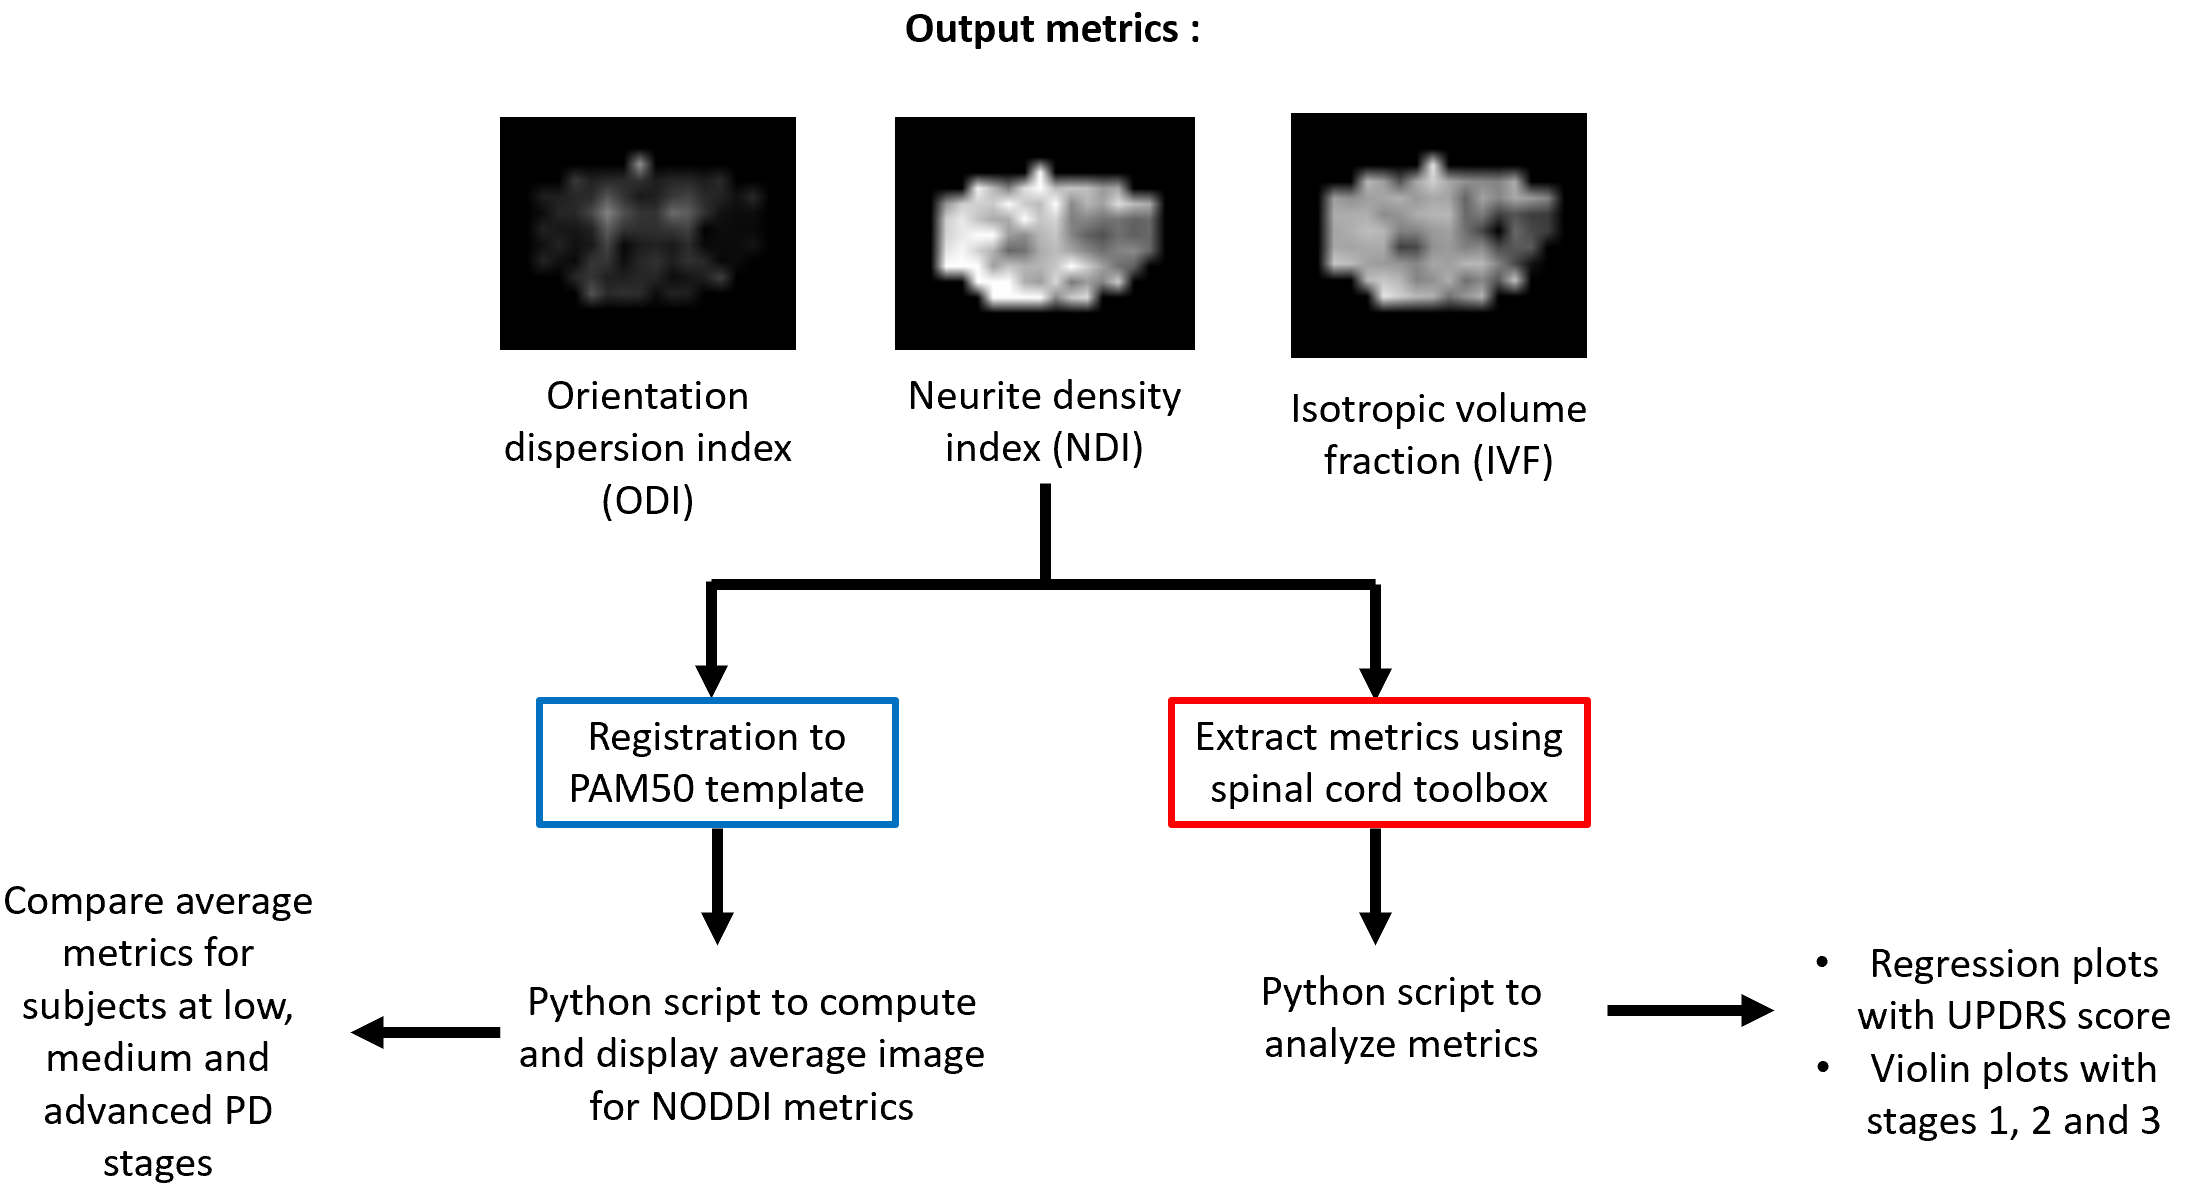 Output metrics :
Orientation
dispersion index
(ODI)
Neurite density
index (NDI)
Isotropic volume
fraction (IVF)
Registration to
PAM50 template
Extract metrics using
spinal cord toolbox
Compare average
metrics for
subjects at low,
medium and
advanced PD
stages
Python script to compute
and display average image
for NODDI metrics
Python script to
analyze metrics
• Regression plots
with UPDRS score
• Violin plots with
stages 1, 2 and 3